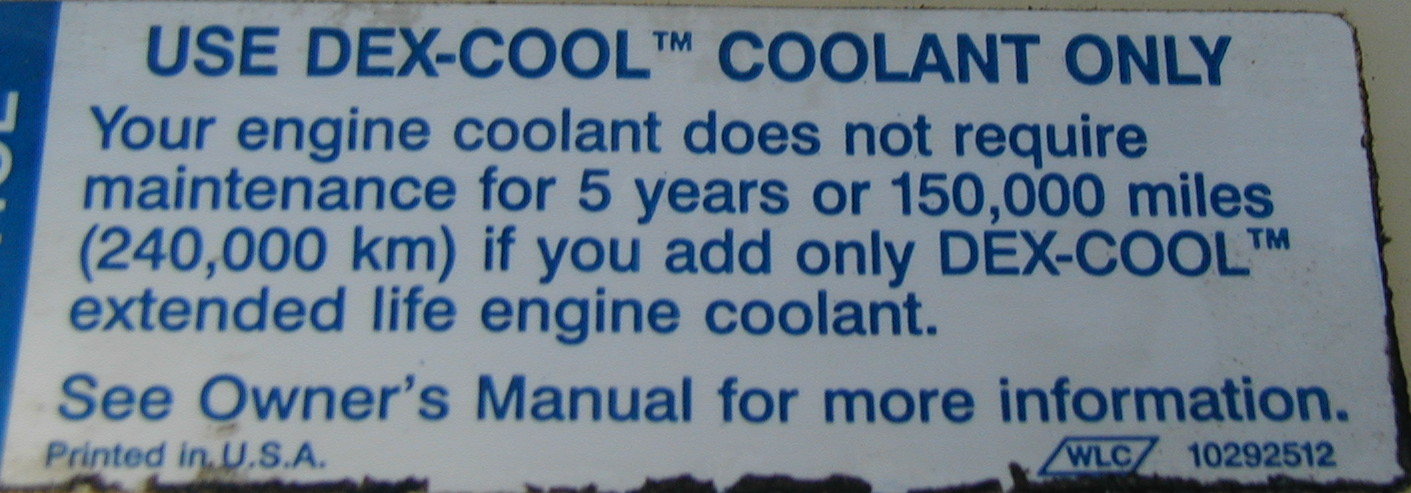 USE DEX-COOL™ COOLANT ONLY
Your engine coolant does not require
maintenance for 5 years or 150,000 miles
(240,000 km) if you add only DEX-COOL™
extended life engine coolant.
See Owner's Manual for more information.
Printed in U.S.A.
WLC 10292512